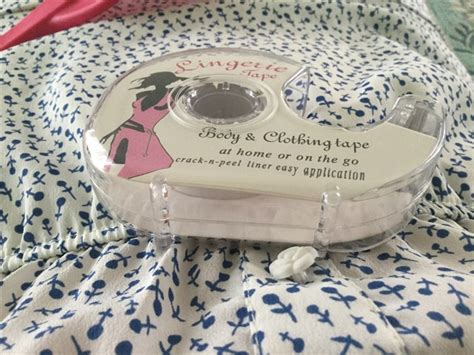 Lingerie
Tape
Body & Clothing tape
at home or on the go
crack-n-peel liner easy application